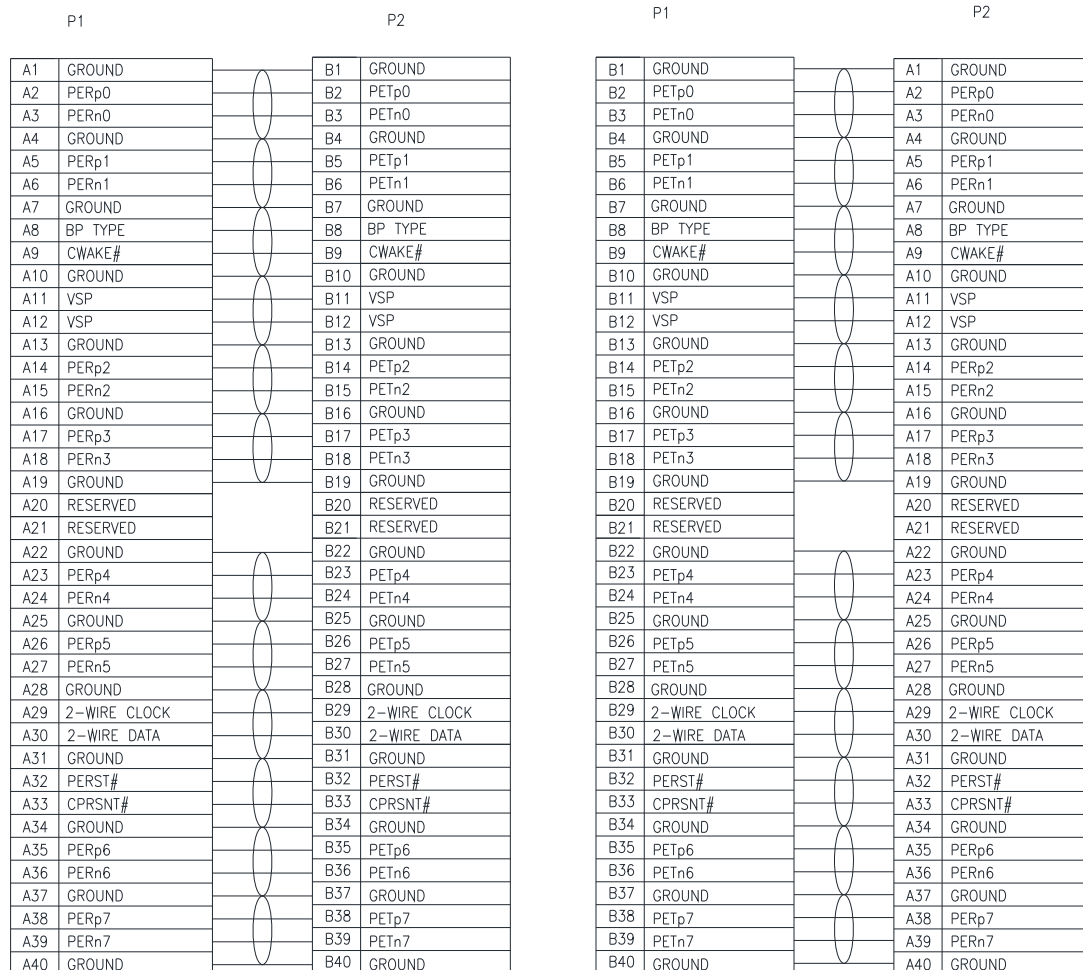 P1 P2 P1 P2
A1 GROUND B1 GROUND B1 GROUND A1 GROUND
A2 PERp0 B2 PETp0 B2 PETp0 A2 PERp0
A3 PERn0 B3 PETn0 B3 PETn0 A3 PERn0
A4 GROUND B4 GROUND B4 GROUND A4 GROUND
A5 PERp1 B5 PETp1 B5 PETp1 A5 PERp1
A6 PERn1 B6 PETn1 B6 PETn1 A6 PERn1
A7 GROUND B7 GROUND B7 GROUND A7 GROUND
A8 BP TYPE B8 BP TYPE B8 BP TYPE A8 BP TYPE
A9 CWAKE# B9 CWAKE# B9 CWAKE# A9 CWAKE#
A10 GROUND B10 GROUND B10 GROUND A10 GROUND
A11 VSP B11 VSP B11 VSP A11 VSP
A12 VSP B12 VSP B12 VSP A12 VSP
A13 GROUND B13 GROUND B13 GROUND A13 GROUND
A14 PERp2 B14 PETp2 B14 PETp2 A14 PERp2
A15 PERn2 B15 PETn2 B15 PETn2 A15 PERn2
A16 GROUND B16 GROUND B16 GROUND A16 GROUND
A17 PERp3 B17 PETp3 B17 PETp3 A17 PERp3
A18 PERn3 B18 PETn3 B18 PETn3 A18 PERn3
A19 GROUND B19 GROUND B19 GROUND A19 GROUND
A20 RESERVED B20 RESERVED B20 RESERVED A20 RESERVED
A21 RESERVED B21 RESERVED B21 RESERVED A21 RESERVED
A22 GROUND B22 GROUND B22 GROUND A22 GROUND
A23 PERp4 B23 PETp4 B23 PETp4 A23 PERp4
A24 PERn4 B24 PETn4 B24 PETn4 A24 PERn4
A25 GROUND B25 GROUND B25 GROUND A25 GROUND
A26 PERp5 B26 PETp5 B26 PETp5 A26 PERp5
A27 PERn5 B27 PETn5 B27 PETn5 A27 PERn5
A28 GROUND B28 GROUND B28 GROUND A28 GROUND
A29 2-WIRE CLOCK B29 2-WIRE CLOCK B29 2-WIRE CLOCK A29 2-WIRE CLOCK
A30 2-WIRE DATA B30 2-WIRE DATA B30 2-WIRE DATA A30 2-WIRE DATA
A31 GROUND B31 GROUND B31 GROUND A31 GROUND
A32 PERST# B32 PERST# B32 PERST# A32 PERST#
A33 CPRSNT# B33 CPRSNT# B33 CPRSNT# A33 CPRSNT#
A34 GROUND B34 GROUND B34 GROUND A34 GROUND
A35 PERp6 B35 PETp6 B35 PETp6 A35 PERp6
A36 PERn6 B36 PETn6 B36 PETn6 A36 PERn6
A37 GROUND B37 GROUND B37 GROUND A37 GROUND
A38 PERp7 B38 PETp7 B38 PETp7 A38 PERp7
A39 PERn7 B39 PETn7 B39 PETn7 A39 PERn7
A40 GROUND B40 GROUND B40 GROUND A40 GROUND